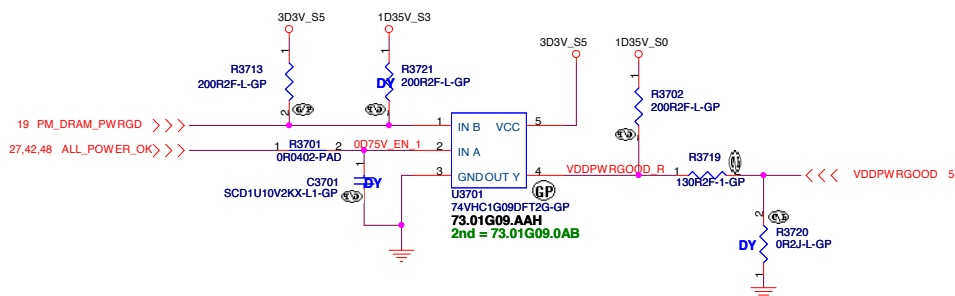 3D3V_S5
1D35V_S3
3D3V_S5
1D35V_S0
1
1
1
R3713
200R2F-L-GP
R3721
DY
200R2F-L-GP
R3702
200R2F-L-GP
2
2
2
19 PM_DRAM_PWRGD
1
IN B
VCC
5
27,42,48 ALL_POWER_OK
1
R3701
2
0D75V_EN_1
2
IN A
0R0402-PAD
3
GND
OUT Y
4
VDDPWRGOOD_R
R3719
1
2
130R2F-1-GP
VDDPWRGOOD 5
1
C3701
DY
SCD1U10V2KX-L1-GP
2
U3701
GP
74VHC1G09DFT2G-GP
73.01G09.AAH
2nd = 73.01G09.0AB
2
R3720
DY
0R2J-L-GP
1